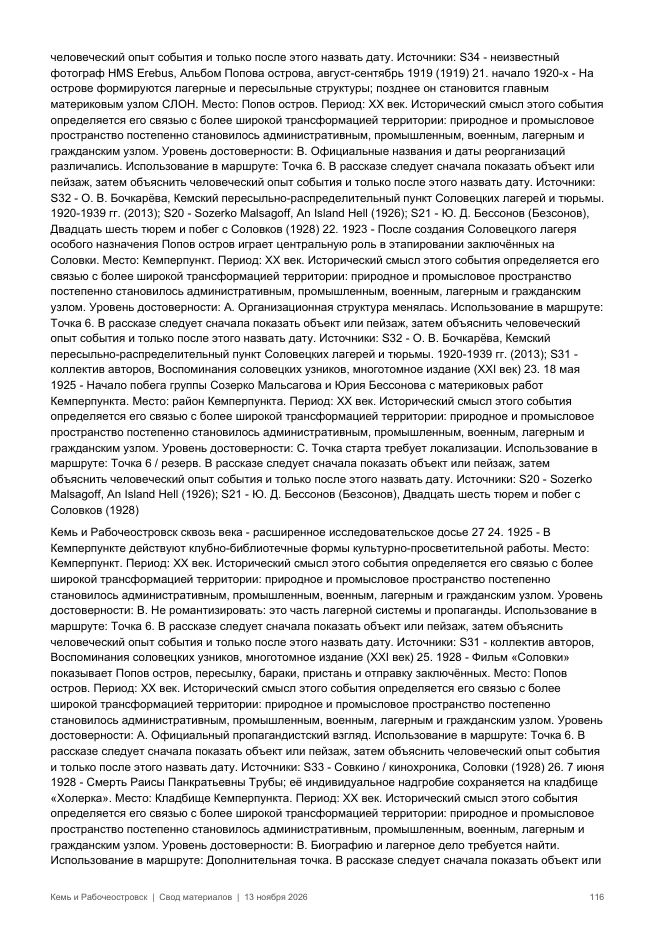 человеческий опыт события и только после этого назвать дату. Источники: S34 - неизвестный
фотограф HMS Erebus, Альбом Попова острова, август-сентябрь 1919 (1919) 21. начало 1920-х - На
острове формируются лагерные и пересыльные структуры; позднее он становится главным
материковым узлом СЛОН. Место: Попов остров. Период: XX век. Исторический смысл этого события
определяется его связью с более широкой трансформацией территории: природное и промысловое
пространство постепенно становилось административным, промышленным, военным, лагерным и
гражданским узлом. Уровень достоверности: B. Официальные названия и даты реорганизаций
различались. Использование в маршруте: Точка 6. В рассказе следует сначала показать объект или
пейзаж, затем объяснить человеческий опыт события и только после этого назвать дату. Источники:
S32 - О. В. Бочкарёва, Кемский пересыльно-распределительный пункт Соловецких лагерей и тюрьмы.
1920-1939 гг. (2013); S20 - Sozerko Malsagoff, An Island Hell (1926); S21 - Ю. Д. Бессонов (Безсонов),
Двадцать шесть тюрем и побег с Соловков (1928) 22. 1923 - После создания Соловецкого лагеря
особого назначения Попов остров играет центральную роль в этапировании заключённых на
Соловки. Место: Кемперпункт. Период: XX век. Исторический смысл этого события определяется его
связью с более широкой трансформацией территории: природное и промысловое пространство
постепенно становилось административным, промышленным, военным, лагерным и гражданским
узлом. Уровень достоверности: A. Организационная структура менялась. Использование в маршруте:
Точка 6. В рассказе следует сначала показать объект или пейзаж, затем объяснить человеческий
опыт события и только после этого назвать дату. Источники: S32 - О. В. Бочкарёва, Кемский
пересыльно-распределительный пункт Соловецких лагерей и тюрьмы. 1920-1939 гг. (2013); S31 -
коллектив авторов, Воспоминания соловецких узников, многотомное издание (XXI век) 23. 18 мая
1925 - Начало побега группы Созерко Мальсагова и Юрия Бессонова с материковых работ
Кемперпункта. Место: район Кемперпункта. Период: XX век. Исторический смысл этого события
определяется его связью с более широкой трансформацией территории: природное и промысловое
пространство постепенно становилось административным, промышленным, военным, лагерным и
гражданским узлом. Уровень достоверности: C. Точка старта требует локализации. Использование в
маршруте: Точка 6 / резерв. В рассказе следует сначала показать объект или пейзаж, затем
объяснить человеческий опыт события и только после этого назвать дату. Источники: S20 - Sozerko
Malsagoff, An Island Hell (1926); S21 - Ю. Д. Бессонов (Безсонов), Двадцать шесть тюрем и побег с
Соловков (1928)
Кемь и Рабочеостровск сквозь века - расширенное исследовательское досье 27 24. 1925 - В
Кемперпункте действуют клубно-библиотечные формы культурно-просветительной работы. Место:
Кемперпункт. Период: XX век. Исторический смысл этого события определяется его связью с более
широкой трансформацией территории: природное и промысловое пространство постепенно
становилось административным, промышленным, военным, лагерным и гражданским узлом. Уровень
достоверности: B. Не романтизировать: это часть лагерной системы и пропаганды. Использование в
маршруте: Точка 6. В рассказе следует сначала показать объект или пейзаж, затем объяснить
человеческий опыт события и только после этого назвать дату. Источники: S31 - коллектив авторов,
Воспоминания соловецких узников, многотомное издание (XXI век) 25. 1928 - Фильм «Соловки»
показывает Попов остров, пересылку, бараки, пристань и отправку заключённых. Место: Попов
остров. Период: XX век. Исторический смысл этого события определяется его связью с более
широкой трансформацией территории: природное и промысловое пространство постепенно
становилось административным, промышленным, военным, лагерным и гражданским узлом. Уровень
достоверности: A. Официальный пропагандистский взгляд. Использование в маршруте: Точка 6. В
рассказе следует сначала показать объект или пейзаж, затем объяснить человеческий опыт события
и только после этого назвать дату. Источники: S33 - Совкино / кинохроника, Соловки (1928) 26. 7 июня
1928 - Смерть Раисы Панкратьевны Трубы; её индивидуальное надгробие сохраняется на кладбище
«Холерка». Место: Кладбище Кемперпункта. Период: XX век. Исторический смысл этого события
определяется его связью с более широкой трансформацией территории: природное и промысловое
пространство постепенно становилось административным, промышленным, военным, лагерным и
гражданским узлом. Уровень достоверности: B. Биографию и лагерное дело требуется найти.
Использование в маршруте: Дополнительная точка. В рассказе следует сначала показать объект или
Кемь и Рабочеостровск | Свод материалов | 13 ноября 2026 116